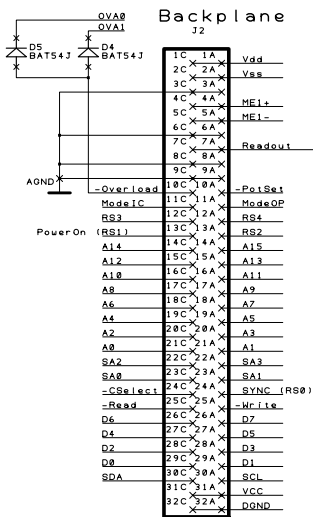 Backplane
J2
OVA0
OVA1
D5
BAT54J
D4
BAT54J
1C 1A Vdd
2C 2A Vss
3C 3A
4C 4A ME1+
5C 5A ME1-
6C 6A
7C 7A Readout
8C 8A
9C 9A
AGND
-Overload 10C 10A -PotSet
ModeIC 11C 11A ModeOP
RS3 12C 12A RS4
PowerOn (RS1) 13C 13A RS2
A14 14C 14A A15
A12 15C 15A A13
A10 16C 16A A11
A8 17C 17A A9
A6 18C 18A A7
A4 19C 19A A5
A2 20C 20A A3
A0 21C 21A A1
SA2 22C 22A SA3
SA0 23C 23A SA1
-CSelect 24C 24A SYNC (RS0)
-Read 25C 25A -Write
D6 26C 26A D7
D4 27C 27A D5
D2 28C 28A D3
D0 29C 29A D1
SDA 30C 30A SCL
31C 31A VCC
32C 32A DGND